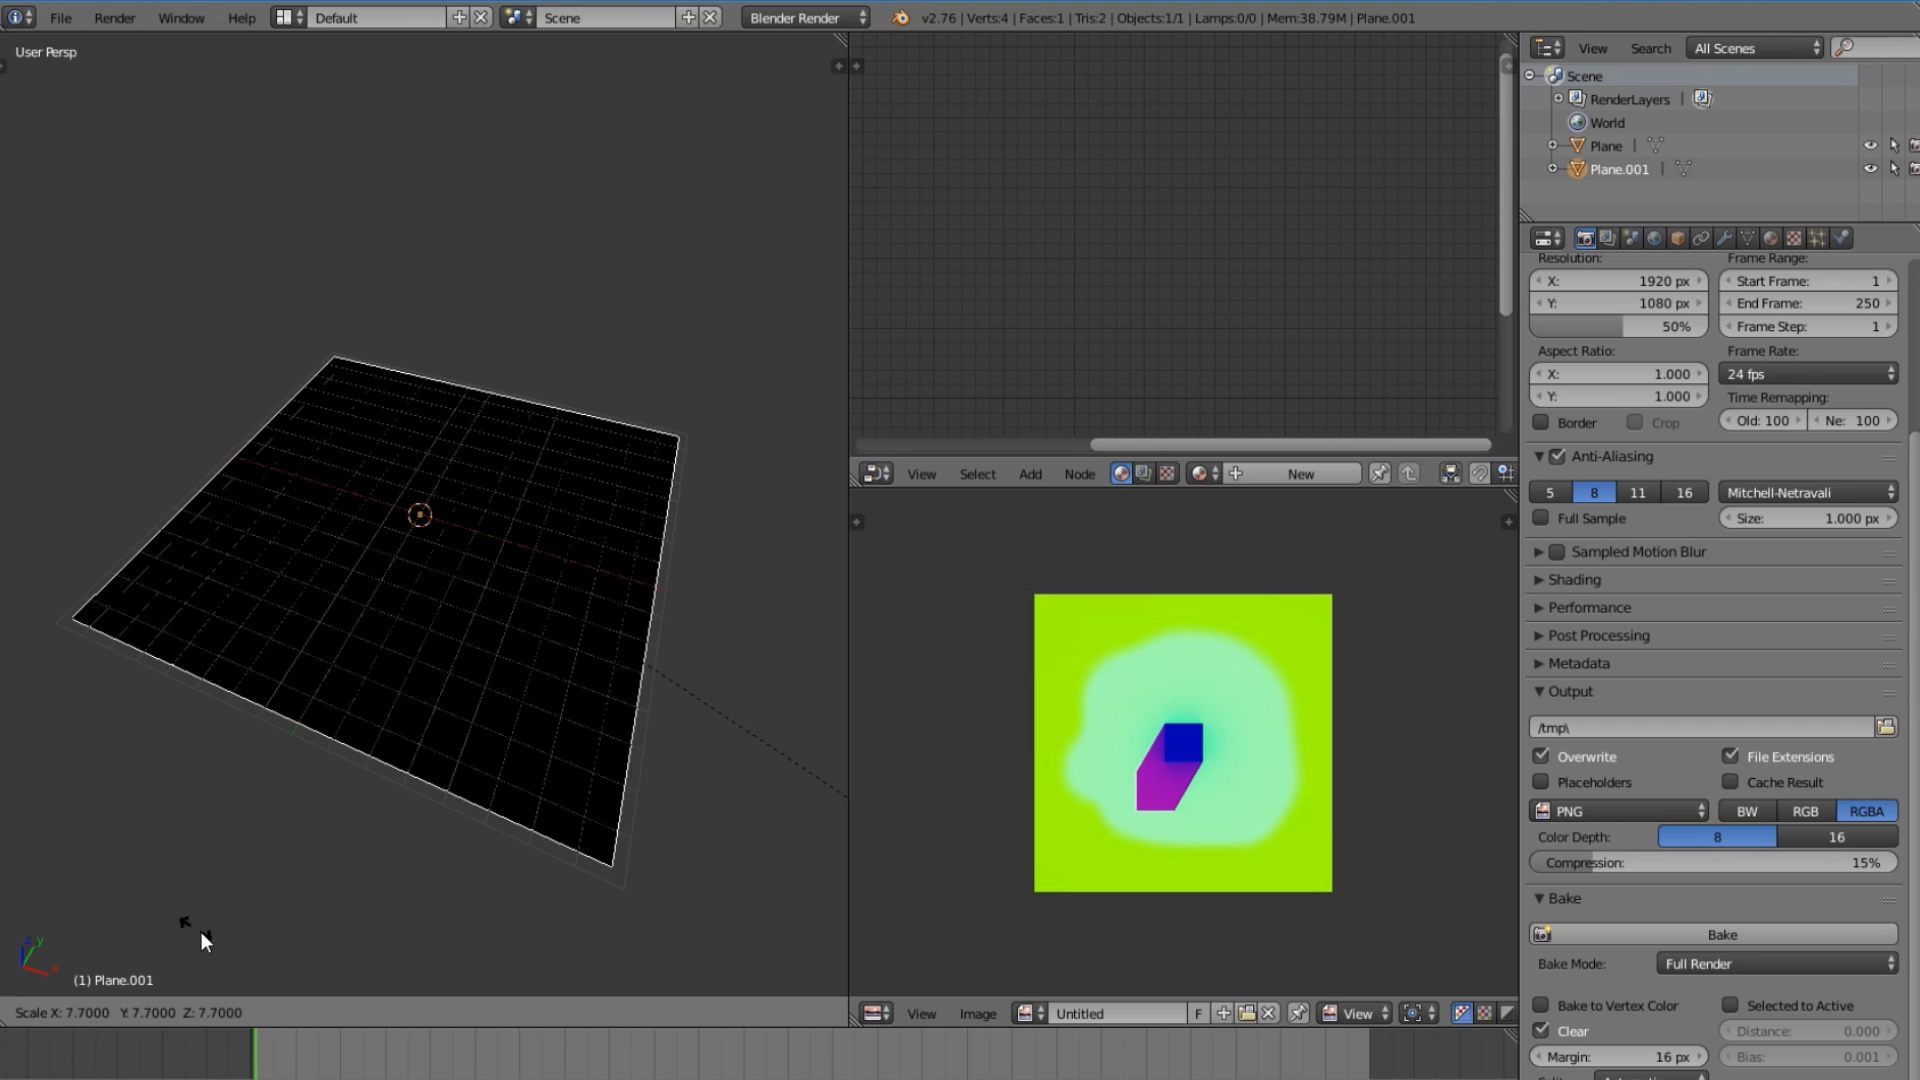 File Render Window Help Default Scene Blender Render v2.76 | Verts:4 | Faces:1 | Tris:2 | Objects:1/1 | Lamps:0/0 | Mem:38.79M | Plane.001
User Persp
(1) Plane.001
Scale X: 7.7000 Y: 7.7000 Z: 7.7000
View Select Add Node New
View Image Untitled F View
View Search All Scenes
Scene
RenderLayers
World
Plane
Plane.001
Resolution: Frame Range:
X: 1920 px Start Frame: 1
Y: 1080 px End Frame: 250
50% Frame Step: 1
Aspect Ratio: Frame Rate:
X: 1.000 24 fps
Y: 1.000 Time Remapping:
Border Crop Old: 100 Ne: 100
Anti-Aliasing
5 8 11 16 Mitchell-Netravali
Full Sample Size: 1.000 px
Sampled Motion Blur
Shading
Performance
Post Processing
Metadata
Output
/tmp\
Overwrite File Extensions
Placeholders Cache Result
PNG BW RGB RGBA
Color Depth: 8 16
Compression: 15%
Bake
Bake
Bake Mode: Full Render
Bake to Vertex Color Selected to Active
Clear Distance: 0.000
Margin: 16 px Bias: 0.001